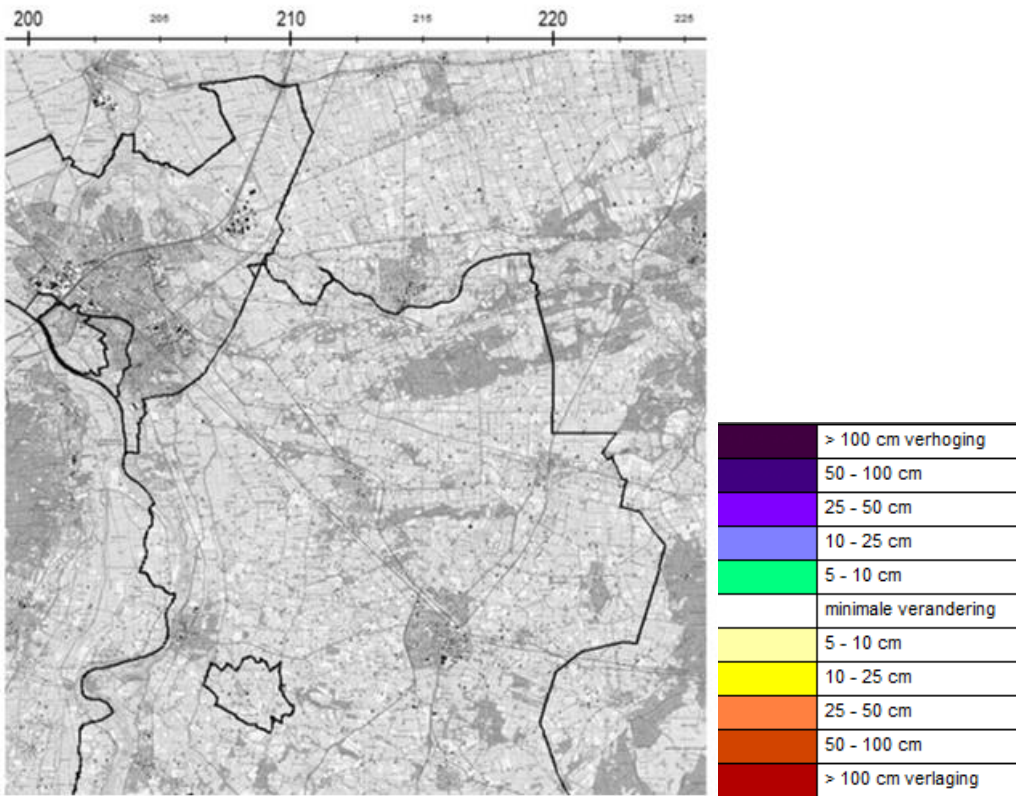 200 205 210 215 220 225
> 100 cm verhoging
50 - 100 cm
25 - 50 cm
10 - 25 cm
5 - 10 cm
minimale verandering
5 - 10 cm
10 - 25 cm
25 - 50 cm
50 - 100 cm
> 100 cm verlaging